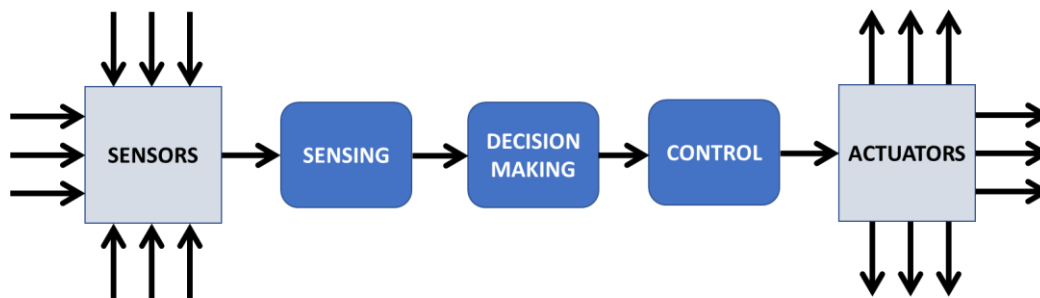 SENSORS
SENSING
DECISION
MAKING
CONTROL
ACTUATORS